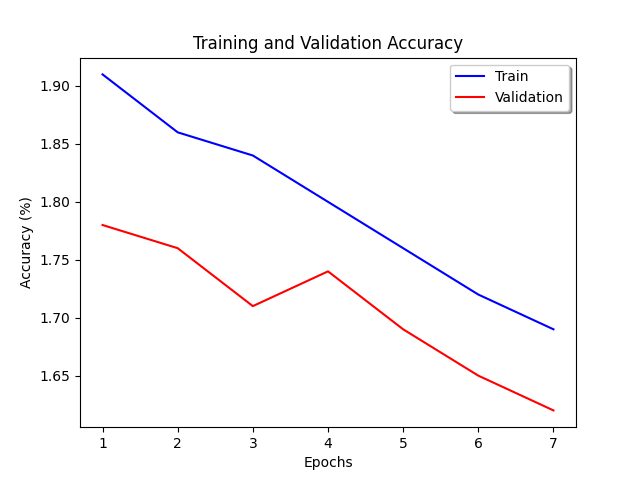 Training and Validation Accuracy
Train
Validation
1.90
1.85
1.80
1.75
1.70
1.65
Accuracy (%)
1 2 3 4 5 6 7
Epochs